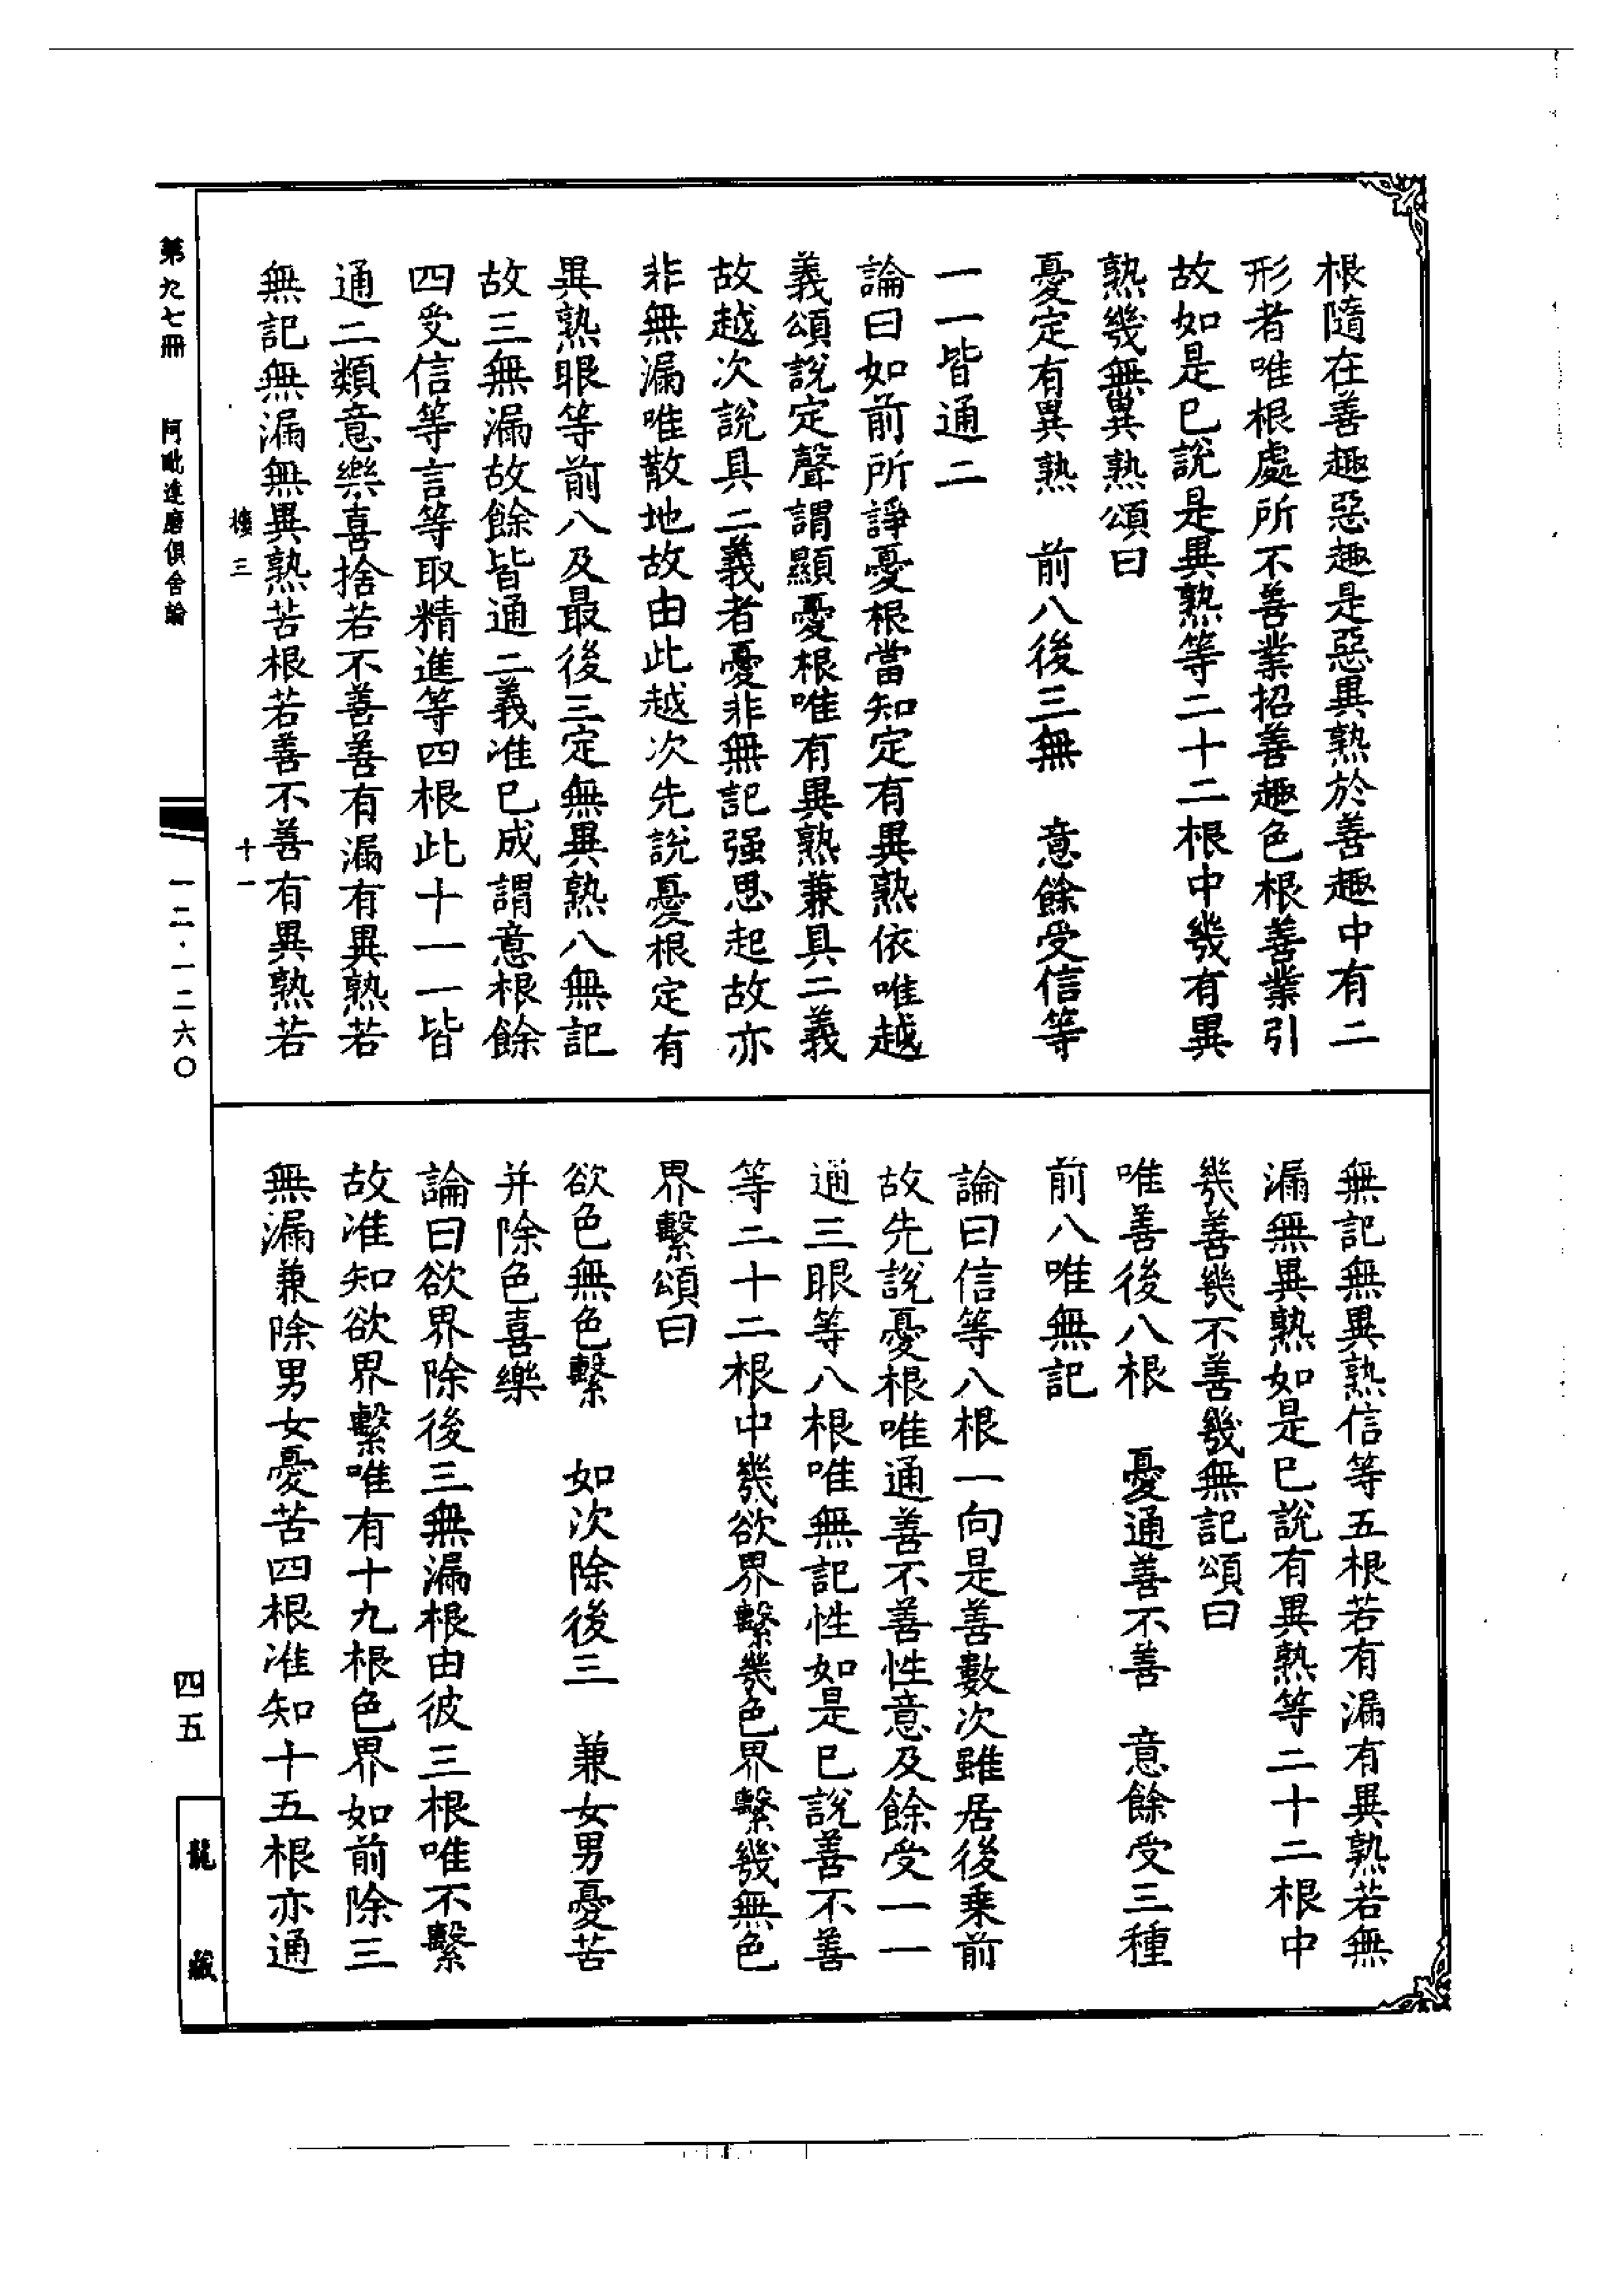 根隨在善趣惡趣是惡異熟於善趣中有二
形者唯根處所不善業招善趣色根善業引
故如是已說是異熟等二十二根中幾有異
熟幾無異熟頌曰
憂定有異熟　前八後三無　意餘受信等
一一皆通二
論曰如前所諍憂根當知定有異熟依唯越
義頌說定聲謂顯憂根唯有異熟兼具二義
故越次說具二義者憂非無記强思起故亦
非無漏唯散地故由此越次先說憂根定有
異熟眼等前八及最後三定無異熟八無記
故三無漏故餘皆通二義准已成謂意根餘
四受信等言等取精進等四根此十一一皆
通二類意樂喜捨若不善善有漏有異熟若
無記無漏無異熟苦根若善不善有異熟若
無記無異熟信等五根若有漏有異熟若無
漏無異熟如是已說有異熟等二十二根中
幾善幾不善幾無記頌曰
唯善後八根　憂通善不善　意餘受三種
前八唯無記
論曰信等八根一向是善數次雖居後乗前
故先說憂根唯通善不善性意及餘受一一
通三眼等八根唯無記性如是已說善不善
等二十二根中幾欲界繫幾色界繫幾無色
界繫頌曰
欲色無色繫　如次除後三　兼女男憂苦
并除色喜樂
論曰欲界除後三無漏根由彼三根唯不繫
故准知欲界繫唯有十九根色界如前除三
無漏兼除男女憂苦四根准知十五根亦通
第九七冊　阿毗達磨俱舍論
三　十一
一二·一二六〇
四五
龍藏